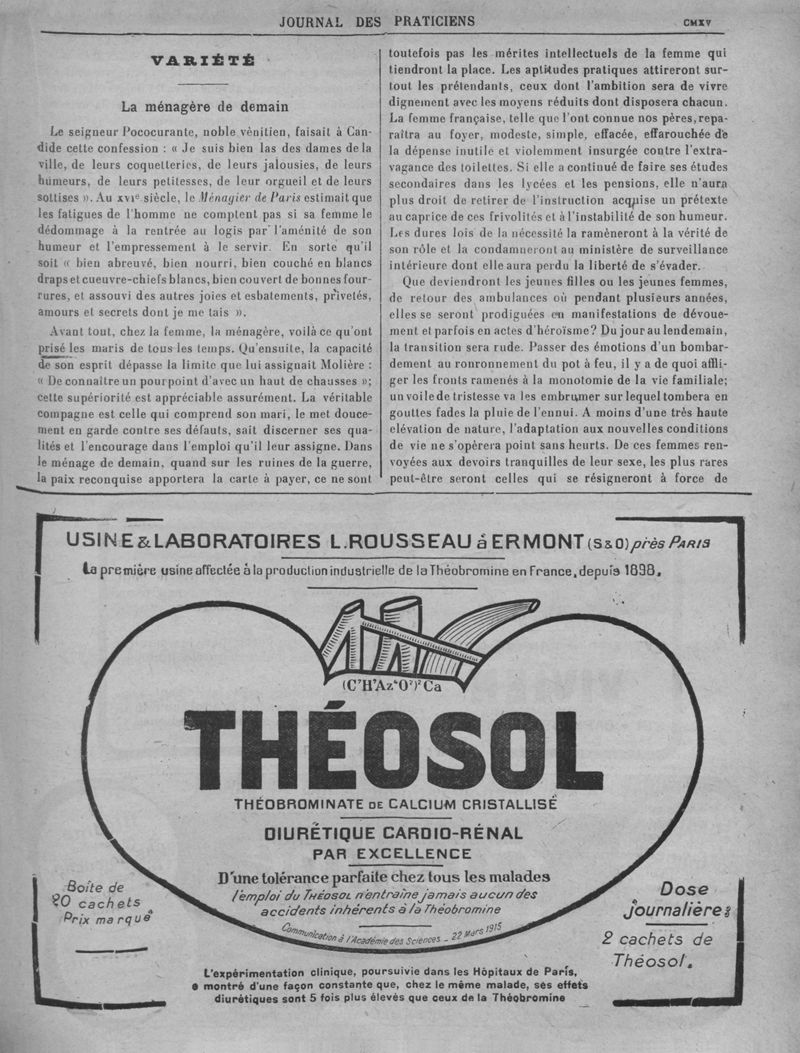 JOURNAL DES PRATICIENS
CMXV
VARIÉTÉ
La ménagère de demain
Le seigneur Pococurante, noble vénitien, faisait à Can-
dide cette confession : « Je suis bien las des dames de la
ville, de leurs coquetteries, de leurs jalousies, de leurs
humeurs, de leurs petitesses, de leur orgueil et de leurs
sottises ». Au XVIe siècle, le Ménagier de Paris estimait que
les fatigues de l'homme ne comptent pas si sa femme le
dédommage à la rentrée au logis par l'aménité de son
humeur et l'empressement à le servir. En sorte qu'il
soit « bien abreuvé, bien nourri, bien couché en blancs
draps et cueuvre-chiefs blancs, bien couvert de bonnes four-
rures, et assouvi des autres joies et esbatements, privetés,
amours et secrets dont je me tais ».
Avant tout, chez la femme, la ménagère, voilà ce qu'ont
prisé les maris de tous les temps. Qu'ensuite, la capacité
de son esprit dépasse la limite que lui assignait Molière :
« De connaître un pourpoint d'avec un haut de chausses »;
cette supériorité est appréciable assurément. La véritable
compagne est celle qui comprend son mari, le met douce-
ment en garde contre ses défauts, sait discerner ses qua-
lités et l'encourage dans l'emploi qu'il leur assigne. Dans
le ménage de demain, quand sur les ruines de la guerre,
la paix reconquise apportera la carte à payer, ce ne sont
toutefois pas les mérites intellectuels de la femme qui
tiendront la place. Les aptitudes pratiques attireront sur-
tout les prétendants, ceux dont l'ambition sera de vivre
dignement avec les moyens réduits dont disposera chacun.
La femme française, telle que l'ont connue nos pères, repa-
raîtra au foyer, modeste, simple, effacée, effarouchée de
la dépense inutile et violemment insurgée contre l'extra-
vagance des toilettes. Si elle a continué de faire ses études
secondaires dans les lycées et les pensions, elle n'aura
plus droit de retirer de l'instruction acquise un prétexte
au caprice de ces frivolités et à l'instabilité de son humeur.
Les dures lois de la nécessité la ramèneront à la vérité de
son rôle et la condamneront au ministère de surveillance
intérieure dont elle aura perdu la liberté de s'évader.
Que deviendront les jeunes filles ou les jeunes femmes,
de retour des ambulances où pendant plusieurs années,
elles se seront prodiguées en manifestations de dévoue-
ment et parfois en actes d'héroïsme? Du jour au lendemain,
la transition sera rude. Passer des émotions d'un bombar-
dement au ronronnement du pot à feu, il y a de quoi affli-
ger les fronts ramenés à la monotomie de la vie familiale;
un voile de tristesse va les embrumer sur lequel tombera en
gouttes fades la pluie de l'ennui. A moins d'une très haute
élévation de nature, l'adaptation aux nouvelles conditions
de vie ne s'opèrera point sans heurts. De ces femmes ren-
voyées aux devoirs tranquilles de leur sexe, les plus rares
peut-être seront celles qui se résigneront à force de
USINE & LABORATOIRES L. ROUSSEAU à ERMONT (S & O) près PARIS
La première usine affectée à la production industrielle de la Théobromine en France, depuis 1898.
(C⁷H⁷Az⁴O²)²Ca
THÉOSOL
THÉOBROMINATE DE CALCIUM CRISTALLISÉ
DIURÉTIQUE CARDIO-RÉNAL
PAR EXCELLENCE
D'une tolérance parfaite chez tous les malades
l'emploi du THÉOSOL n'entraîne jamais aucun des
accidents inhérents à la Théobromine
Communication à l'Académie des Sciences _ 22 Mars 1915
Boîte de
20 cachets
Prix marqué
Dose
journalière:
2 cachets de
Théosol.
L'expérimentation clinique, poursuivie dans les Hôpitaux de Paris,
a montré d'une façon constante que, chez le même malade, ses effets
diurétiques sont 5 fois plus élevés que ceux de la Théobromine